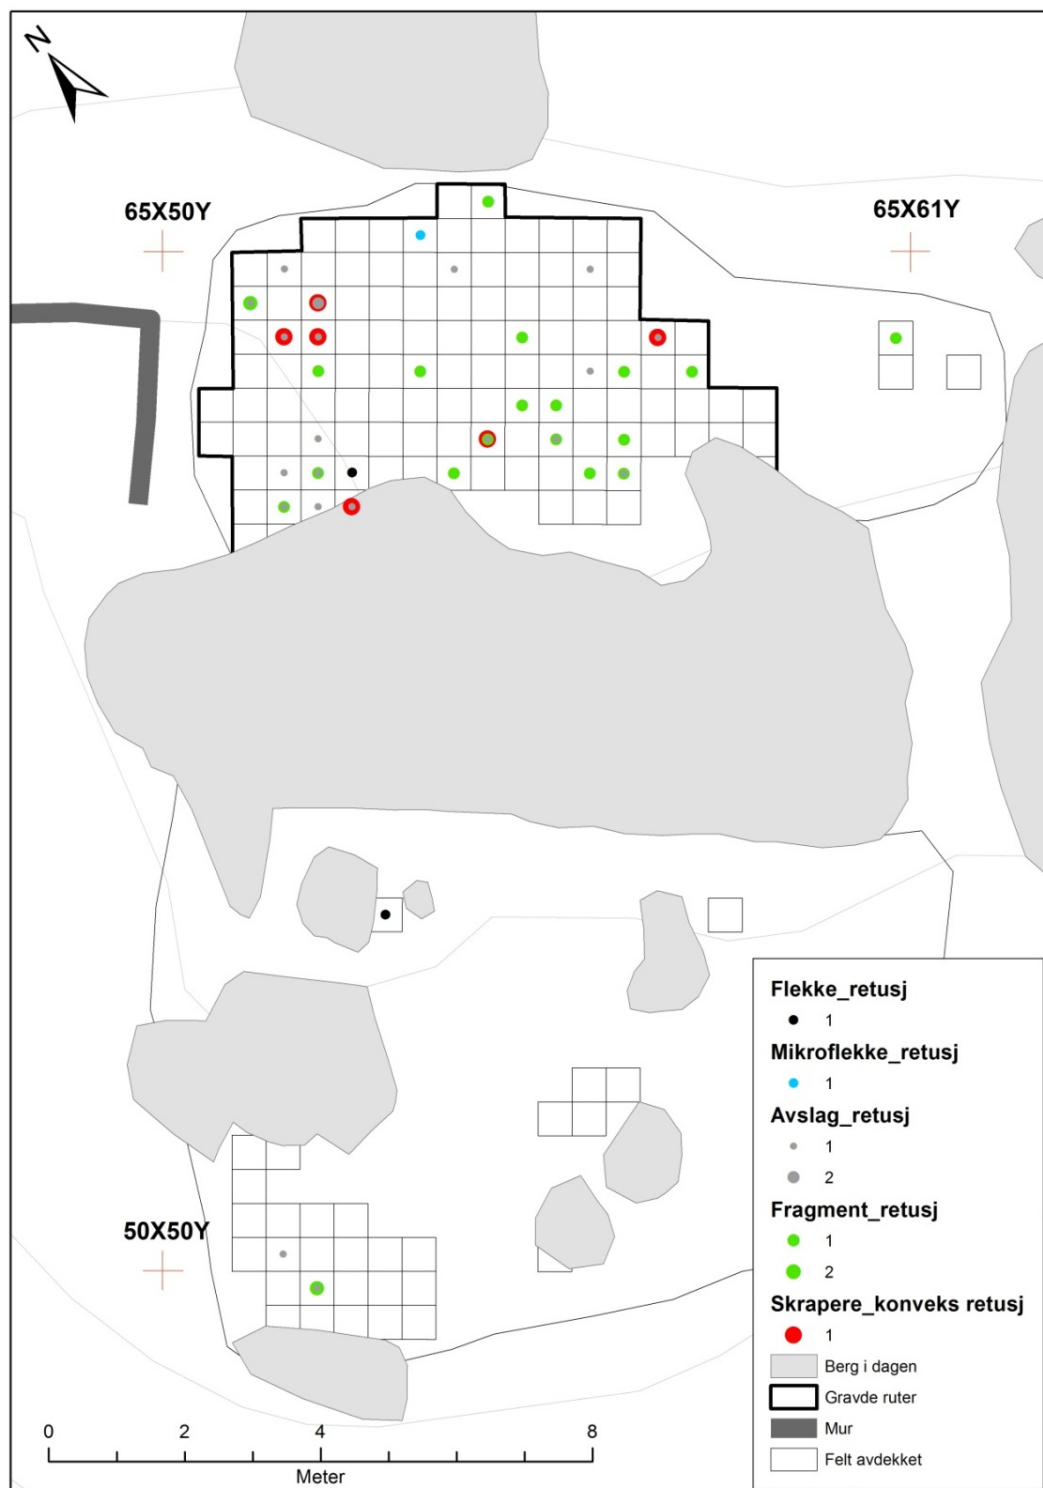 N
65X50Y
65X61Y
50X50Y
Flekke_retusj
1
Mikroflekke_retusj
1
Avslag_retusj
1
2
Fragment_retusj
1
2
Skrapere_konveks retusj
1
Berg i dagen
Gravde ruter
Mur
Felt avdekket
0 2 4 8
Meter